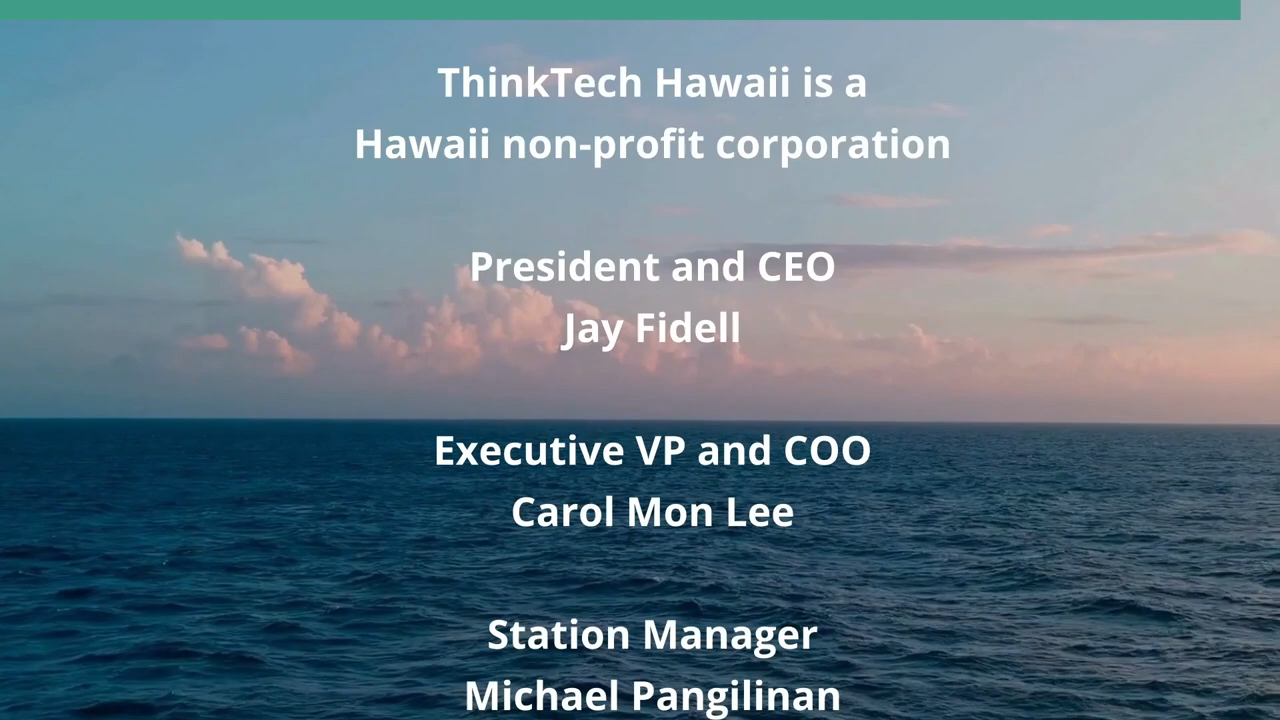 ThinkTech Hawaii is a
Hawaii non-profit corporation
President and CEO
Jay Fidell
Executive VP and COO
Carol Mon Lee
Station Manager
Michael Pangilinan